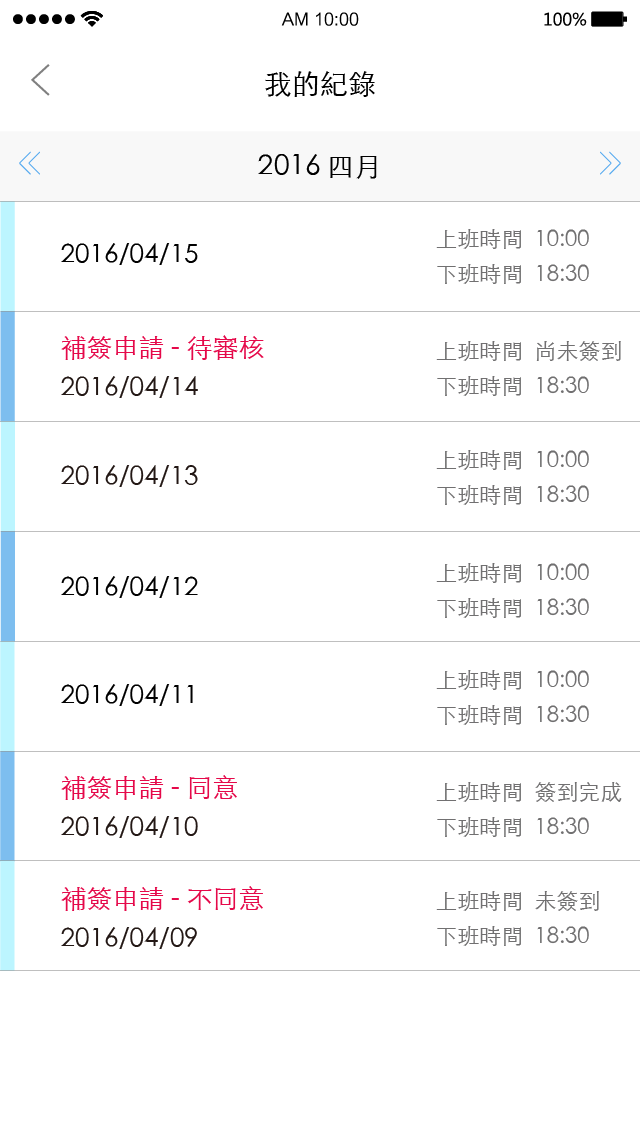 AM 10:00 100%
我的紀錄
2016 四月
2016/04/15
上班時間 10:00
下班時間 18:30
補簽申請 - 待審核
2016/04/14
上班時間 尚未簽到
下班時間 18:30
2016/04/13
上班時間 10:00
下班時間 18:30
2016/04/12
上班時間 10:00
下班時間 18:30
2016/04/11
上班時間 10:00
下班時間 18:30
補簽申請 - 同意
2016/04/10
上班時間 簽到完成
下班時間 18:30
補簽申請 - 不同意
2016/04/09
上班時間 未簽到
下班時間 18:30